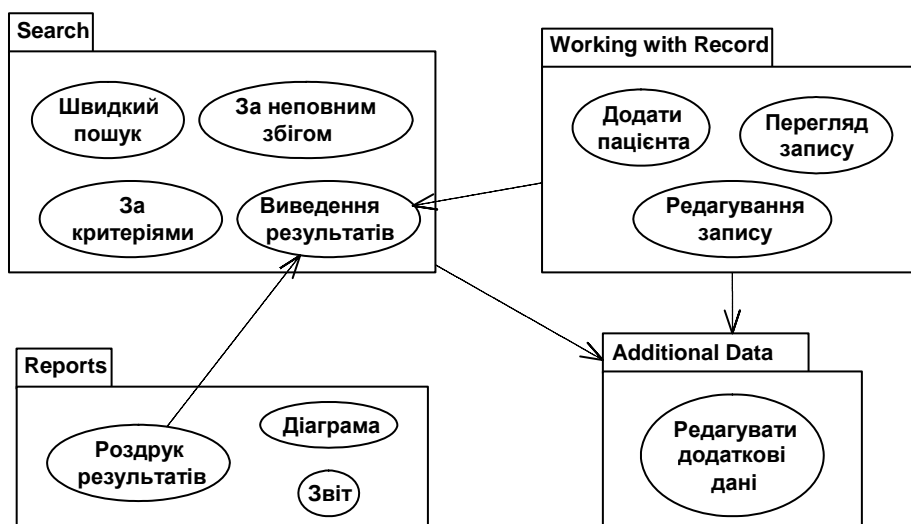 Search
Швидкий
пошук
За неповним
збігом
За
критеріями
Виведення
результатів
Working with Record
Додати
пацієнта
Перегляд
запису
Редагування
запису
Reports
Роздрук
результатів
Діаграма
Звіт
Additional Data
Редагувати
додаткові
дані